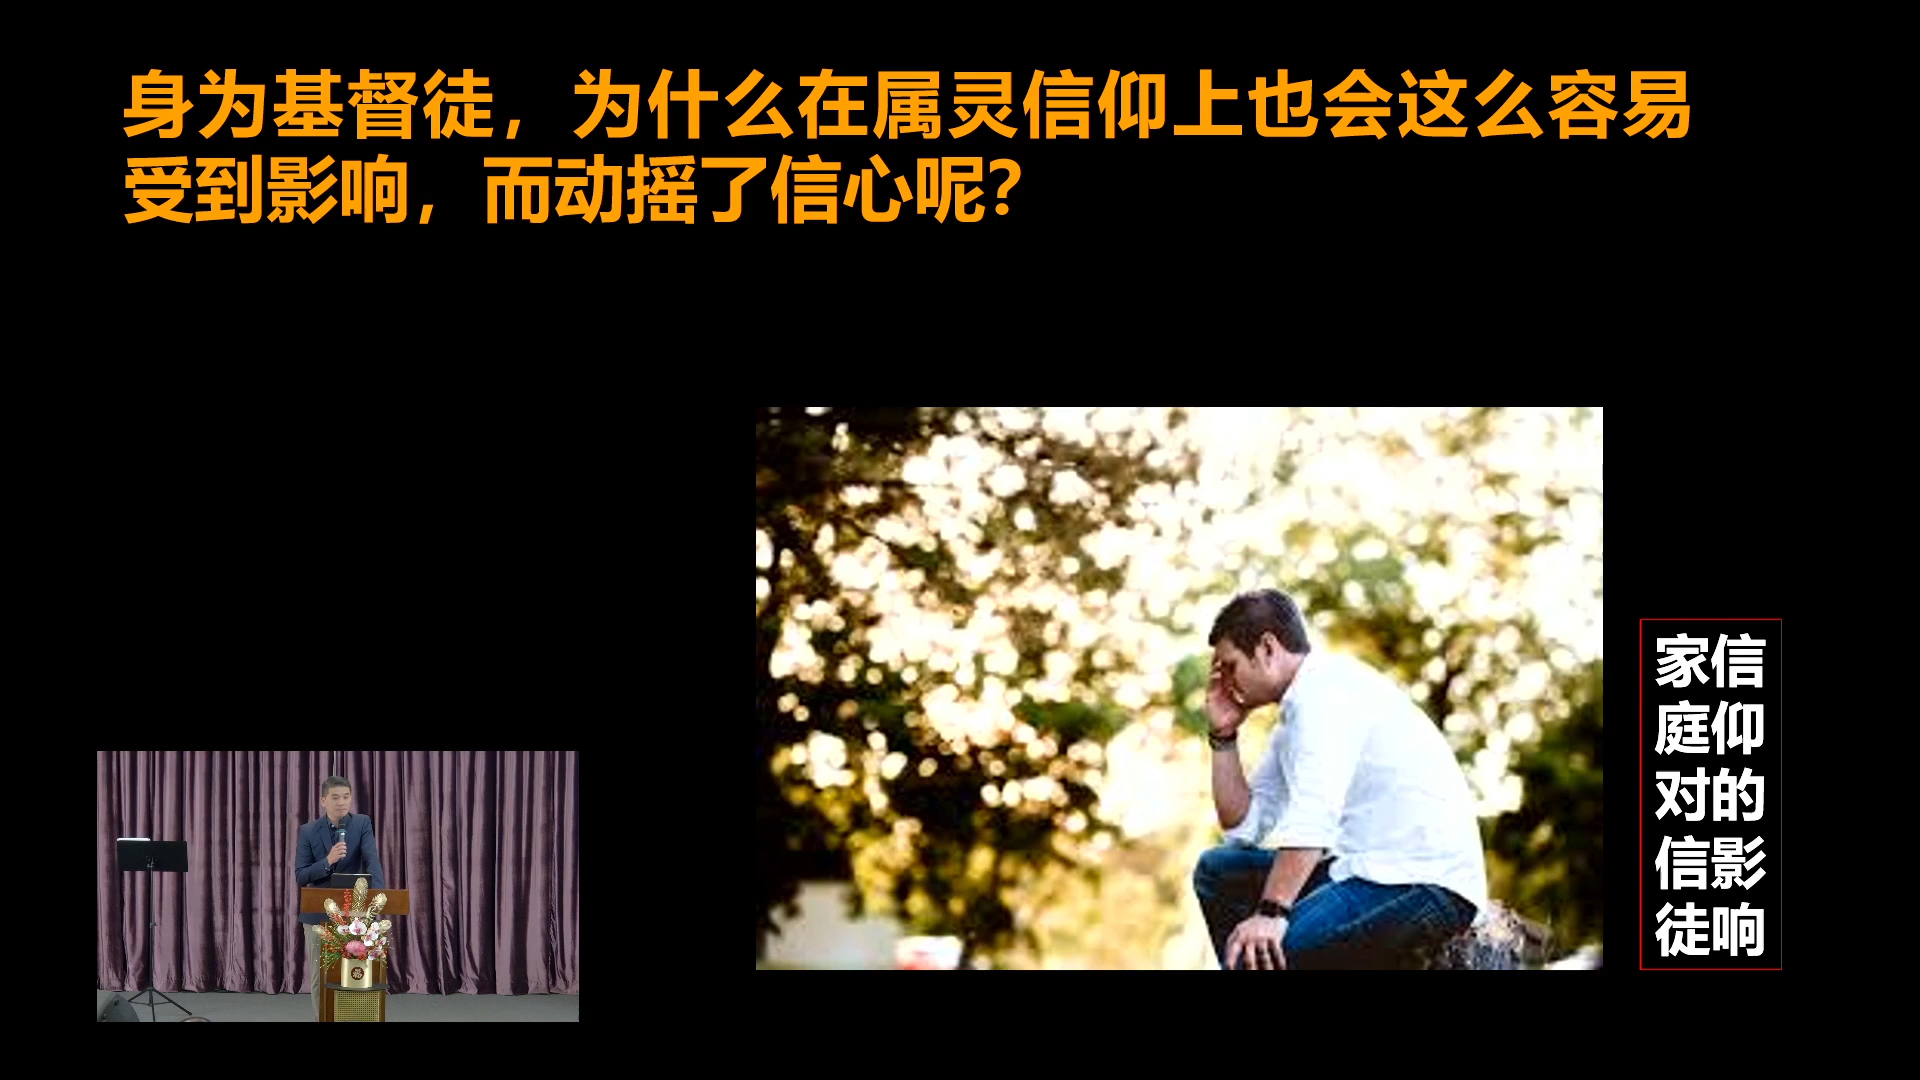 身为基督徒，为什么在属灵信仰上也会这么容易
受到影响，而动摇了信心呢？
家庭对信徒
信仰的影响